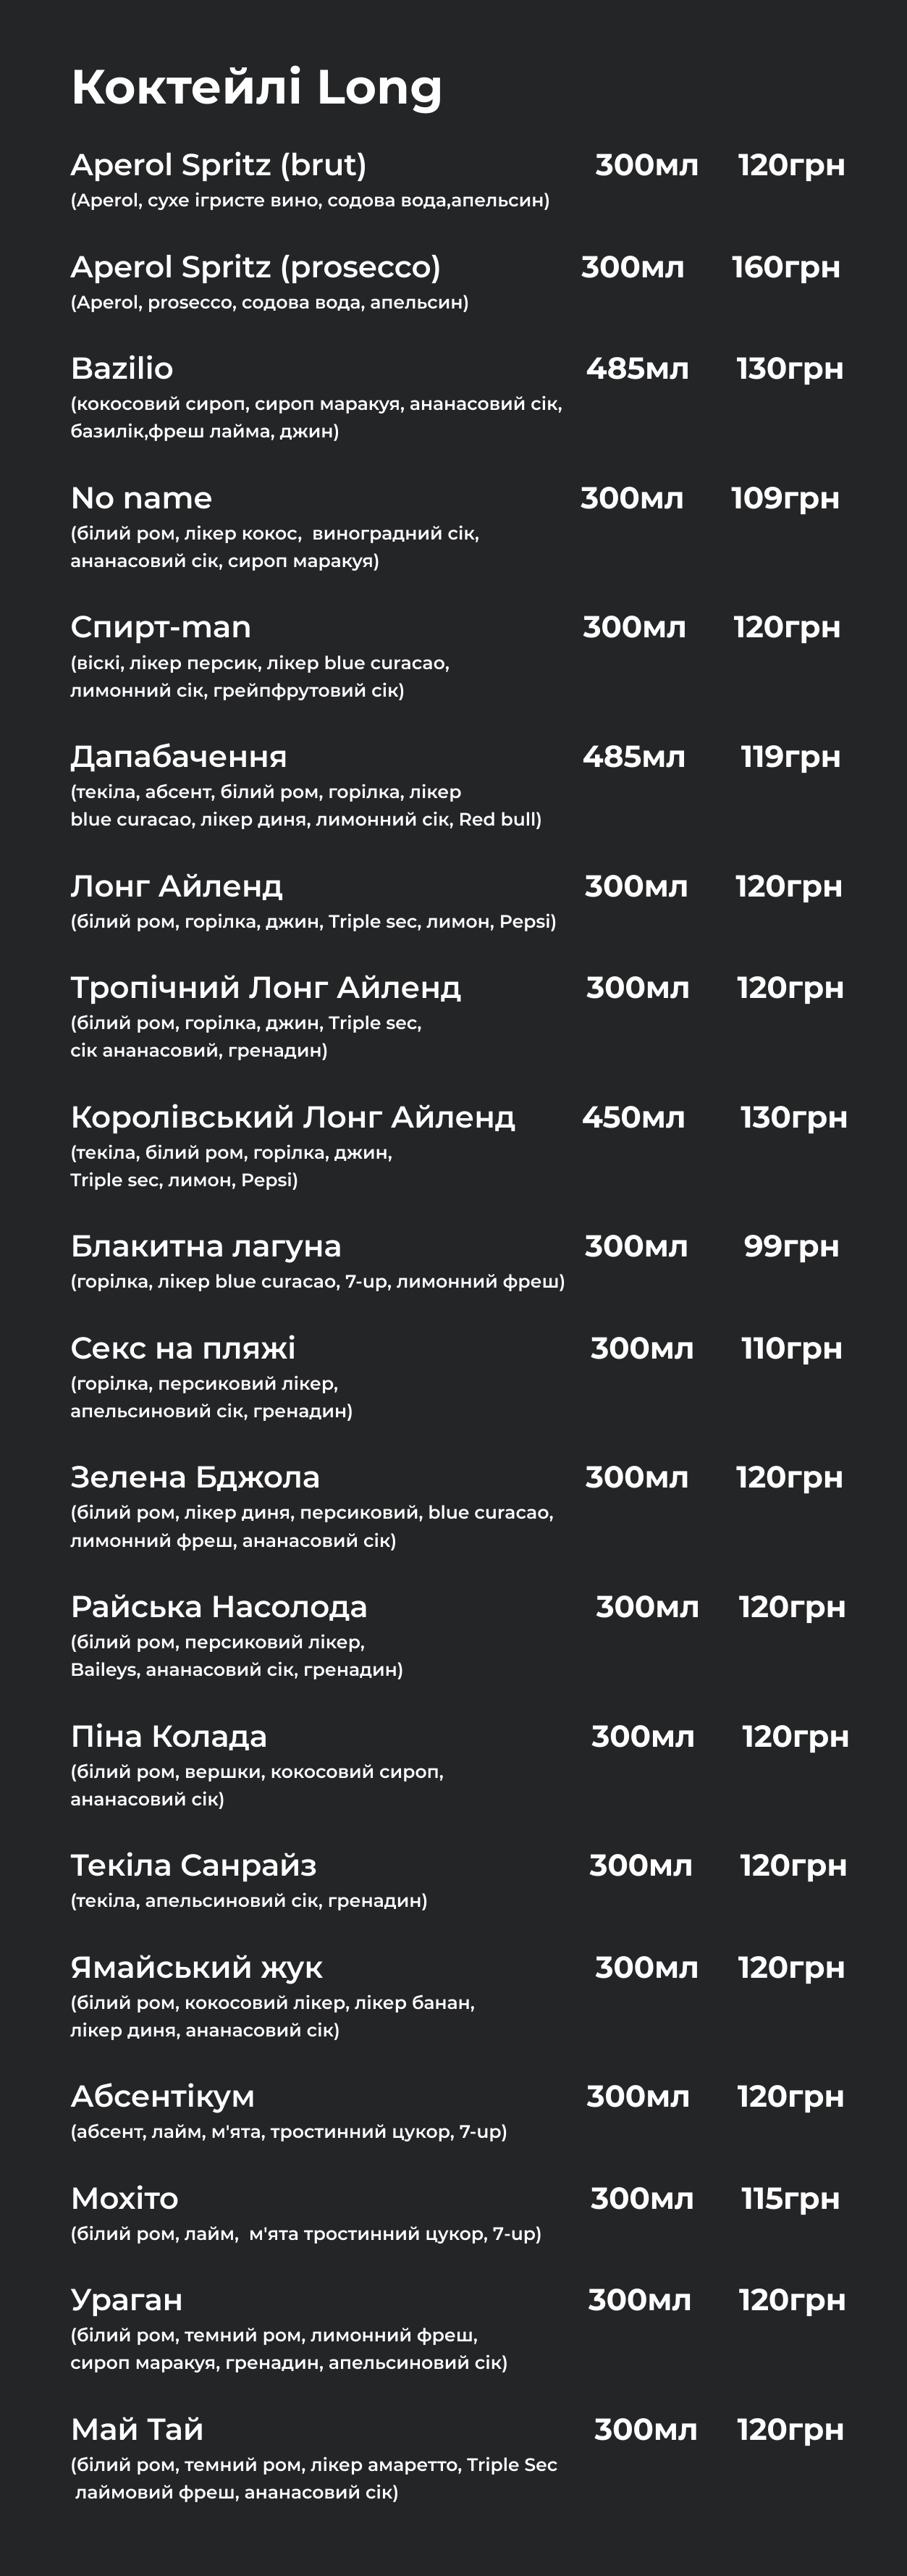 Коктейлі Long
Aperol Spritz (brut) 300мл 120грн
(Aperol, сухе ігристе вино, содова вода,апельсин)
Aperol Spritz (prosecco) 300мл 160грн
(Aperol, prosecco, содова вода, апельсин)
Bazilio 485мл 130грн
(кокосовий сироп, сироп маракуя, ананасовий сік,
базилік,фреш лайма, джин)
No name 300мл 109грн
(білий ром, лікер кокос,  виноградний сік,
ананасовий сік, сироп маракуя)
Спирт-man 300мл 120грн
(віскі, лікер персик, лікер blue curacao,
лимонний сік, грейпфрутовий сік)
Дапабачення 485мл 119грн
(текіла, абсент, білий ром, горілка, лікер
blue curacao, лікер диня, лимонний сік, Red bull)
Лонг Айленд 300мл 120грн
(білий ром, горілка, джин, Triple sec, лимон, Pepsi)
Тропічний Лонг Айленд 300мл 120грн
(білий ром, горілка, джин, Triple sec,
сік ананасовий, гренадин)
Королівський Лонг Айленд 450мл 130грн
(текіла, білий ром, горілка, джин,
Triple sec, лимон, Pepsi)
Блакитна лагуна 300мл 99грн
(горілка, лікер blue curacao, 7-up, лимонний фреш)
Секс на пляжі 300мл 110грн
(горілка, персиковий лікер,
апельсиновий сік, гренадин)
Зелена Бджола 300мл 120грн
(білий ром, лікер диня, персиковий, blue curacao,
лимонний фреш, ананасовий сік)
Райська Насолода 300мл 120грн
(білий ром, персиковий лікер,
Baileys, ананасовий сік, гренадин)
Піна Колада 300мл 120грн
(білий ром, вершки, кокосовий сироп,
ананасовий сік)
Текіла Санрайз 300мл 120грн
(текіла, апельсиновий сік, гренадин)
Ямайський жук 300мл 120грн
(білий ром, кокосовий лікер, лікер банан,
лікер диня, ананасовий сік)
Абсентікум 300мл 120грн
(абсент, лайм, м'ята, тростинний цукор, 7-up)
Мохіто 300мл 115грн
(білий ром, лайм,  м'ята тростинний цукор, 7-up)
Ураган 300мл 120грн
(білий ром, темний ром, лимонний фреш,
сироп маракуя, гренадин, апельсиновий сік)
Май Тай 300мл 120грн
(білий ром, темний ром, лікер амаретто, Triple Sec
лаймовий фреш, ананасовий сік)